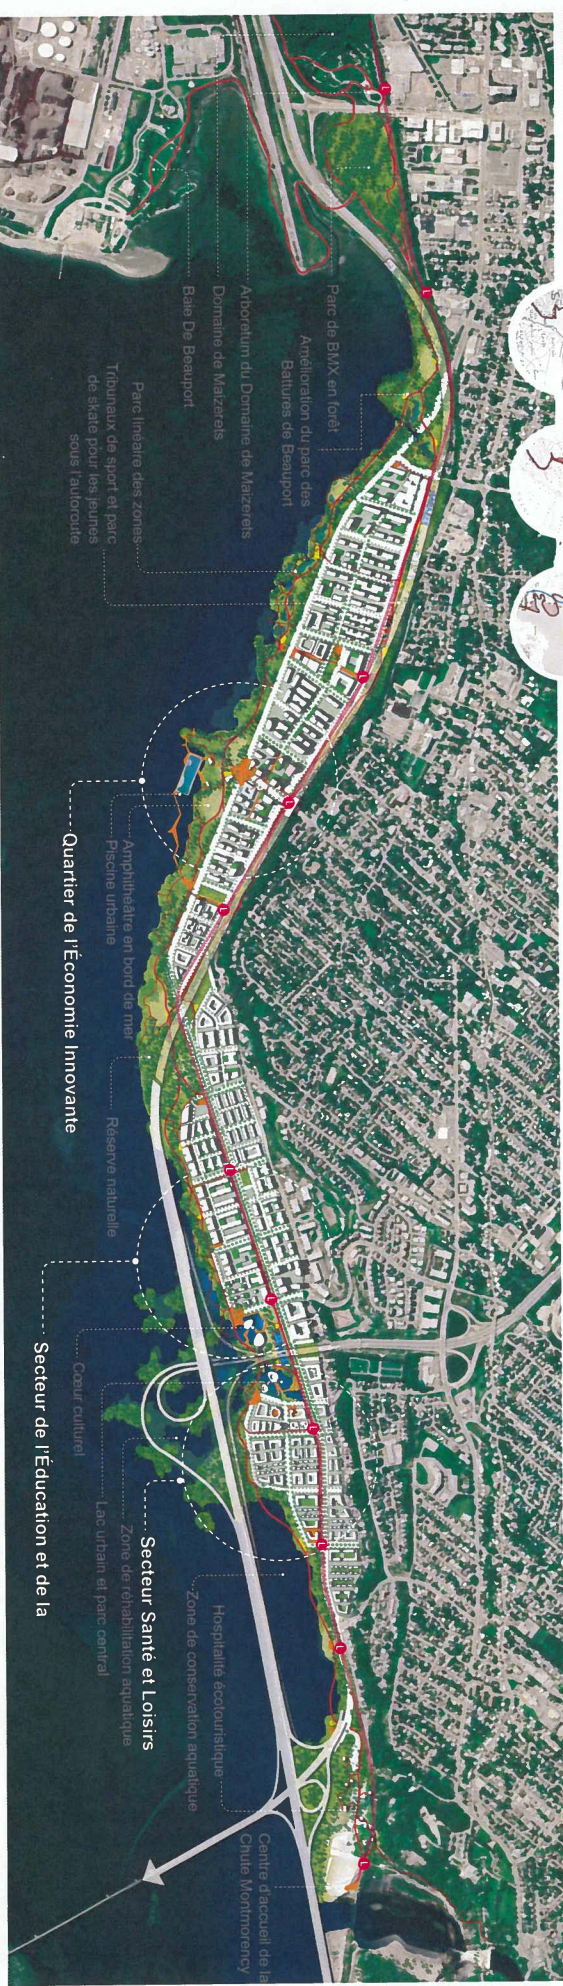 Domaine de Maizerets
Arboretum du Domaine de Maizerets
Baie De Beauport
Parc de BMX en forêt
Amélioration du parc des
Battures de Beauport
Parc linéaire des zones
Tribunaux de sport et parc
de skate pour les jeunes
sous l'autoroute
Quartier de l'Économie Innovante
Amphithéatre en bord de mer
Piscine urbaine
Réserve naturelle
Secteur de l'Éducation et de la
Cœur culturel
Lac urbain et parc central
Zone de réhabilitation aquatique
Secteur Santé et Loisirs
Zone de conservation aquatique
Hospitalité écotouristique
Centre d'accueil de la
Chute Montmorency
L
L
L
L
L
L
L
L
L
L
L